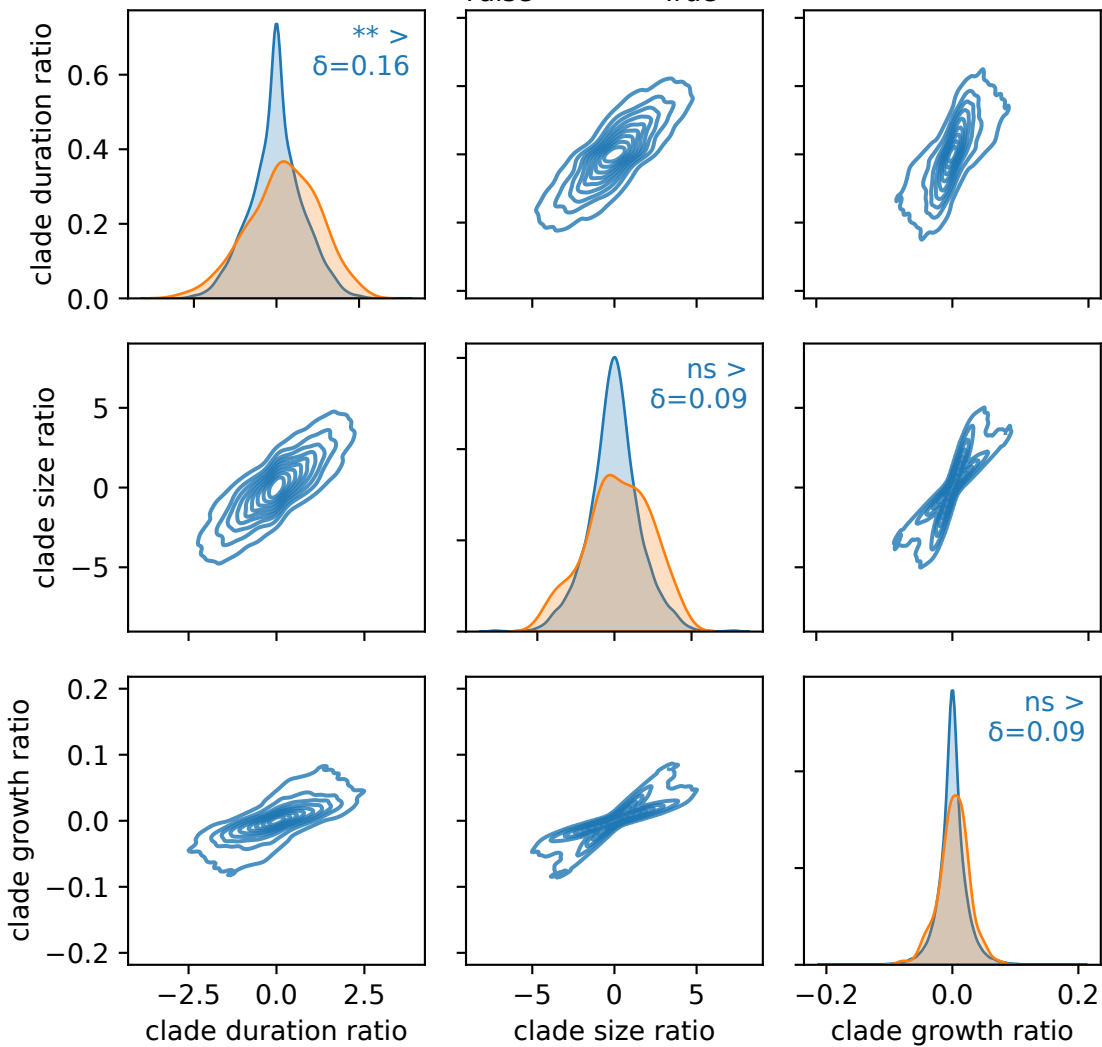 ** >
δ=0.16
clade duration ratio
0.6
0.4
0.2
0.0
ns >
δ=0.09
clade size ratio
5
0
−5
ns >
δ=0.09
clade growth ratio
0.2
0.1
0.0
−0.1
−0.2
−2.5 0.0 2.5
−5 0 5
−0.2 0.0 0.2
clade duration ratio
clade size ratio
clade growth ratio